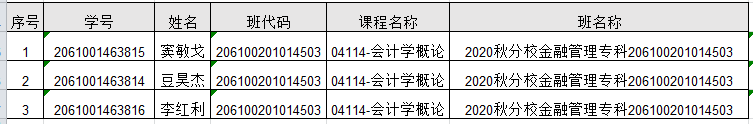 序号 学号 姓名 班代码 课程名称 班名称
1 2061001463815 窦敏戈 206100201014503 04114-会计学概论 2020秋分校金融管理专科206100201014503
2 2061001463814 豆昊杰 206100201014503 04114-会计学概论 2020秋分校金融管理专科206100201014503
3 2061001463816 李红利 206100201014503 04114-会计学概论 2020秋分校金融管理专科206100201014503